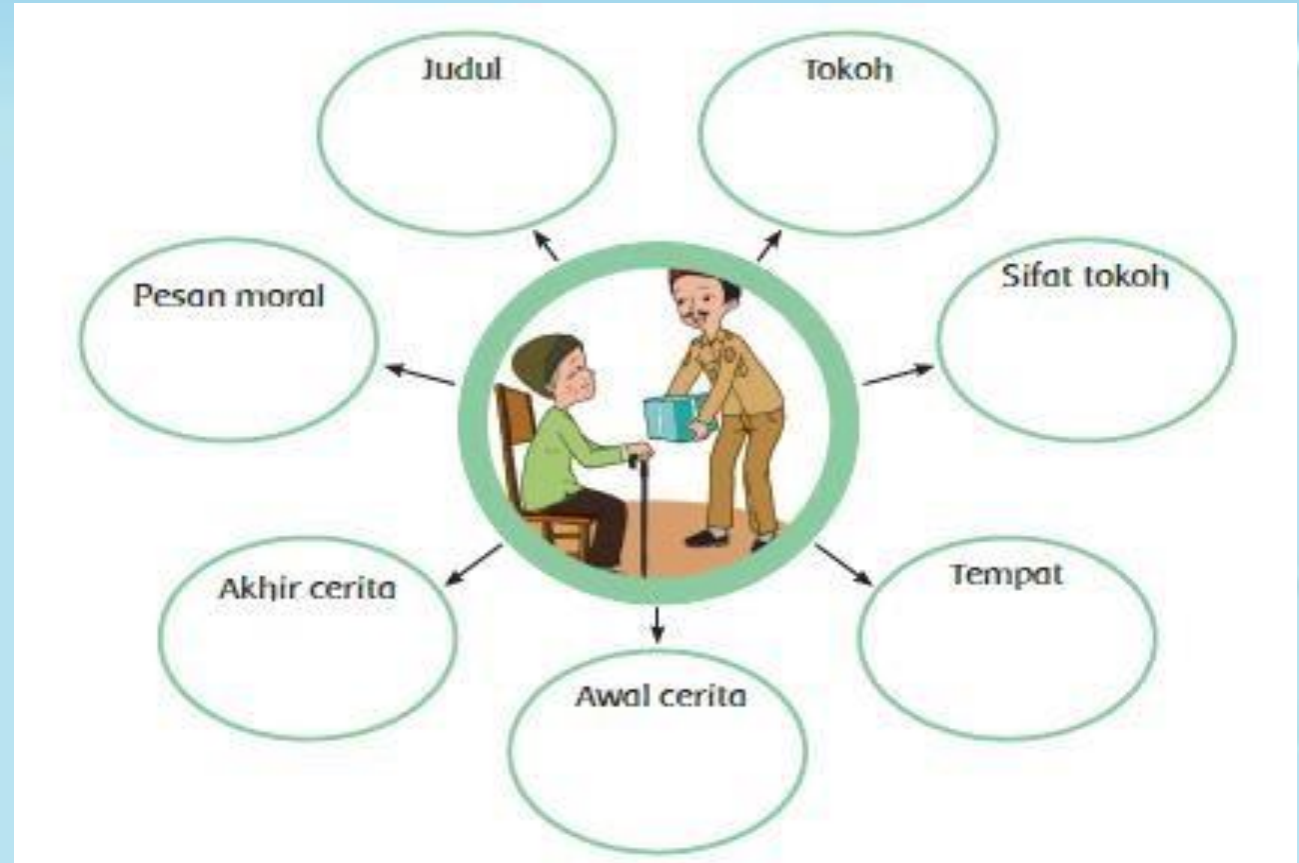 Judul
Tokoh
Pesan moral
Sifat tokoh
Akhir cerita
Tempat
Awal cerita